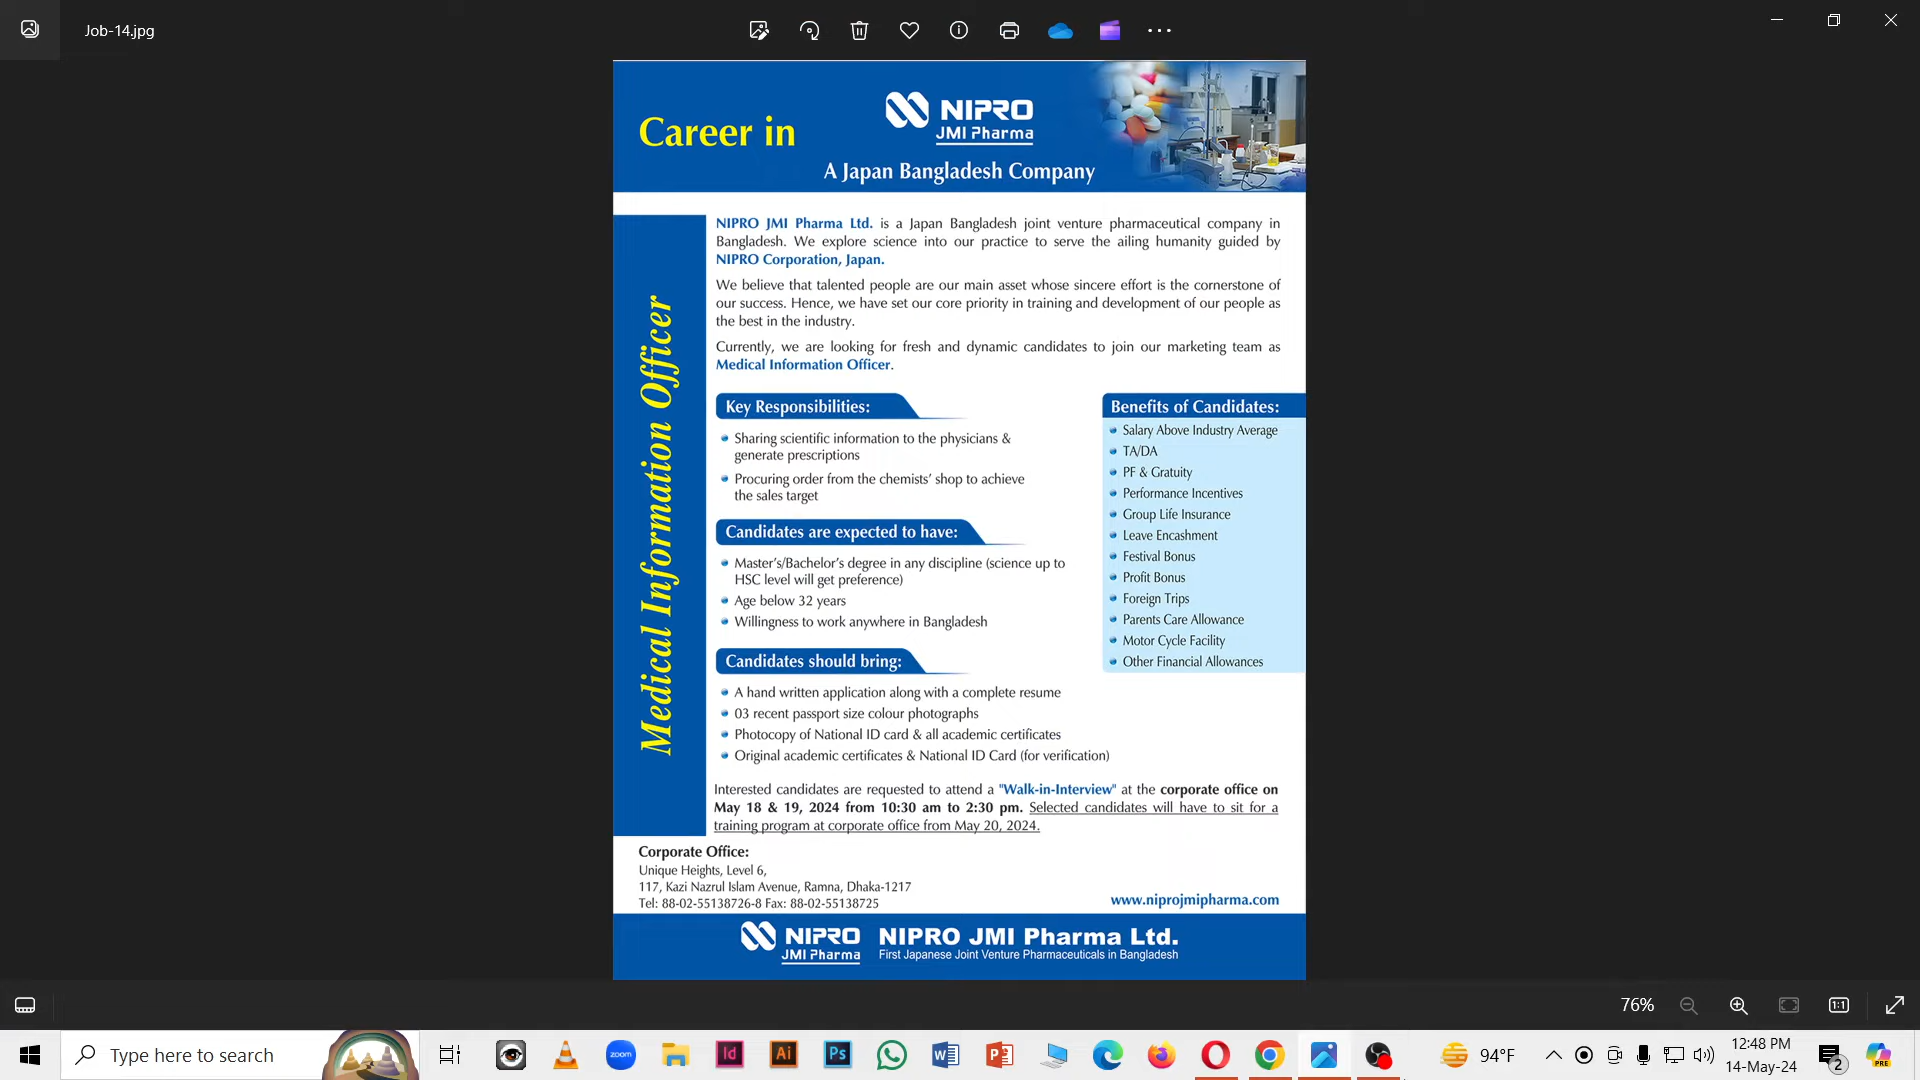 Job-14.jpg
Career in
NIPRO
JMI Pharma
A Japan Bangladesh Company
Medical Information Officer
NIPRO JMI Pharma Ltd. is a Japan Bangladesh joint venture pharmaceutical company in
Bangladesh. We explore science into our practice to serve the ailing humanity guided by
NIPRO Corporation, Japan.
We believe that talented people are our main asset whose sincere effort is the cornerstone of
our success. Hence, we have set our core priority in training and development of our people as
the best in the industry.
Currently, we are looking for fresh and dynamic candidates to join our marketing team as
Medical Information Officer.
Key Responsibilities:
Sharing scientific information to the physicians &
generate prescriptions
Procuring order from the chemists' shop to achieve
the sales target
Candidates are expected to have:
Master's/Bachelor's degree in any discipline (science up to
HSC level will get preference)
Age below 32 years
Willingness to work anywhere in Bangladesh
Candidates should bring:
A hand written application along with a complete resume
03 recent passport size colour photographs
Photocopy of National ID card & all academic certificates
Original academic certificates & National ID Card (for verification)
Benefits of Candidates:
Salary Above Industry Average
TA/DA
PF & Gratuity
Performance Incentives
Group Life Insurance
Leave Encashment
Festival Bonus
Profit Bonus
Foreign Trips
Parents Care Allowance
Motor Cycle Facility
Other Financial Allowances
Interested candidates are requested to attend a "Walk-in-Interview" at the corporate office on
May 18 & 19, 2024 from 10:30 am to 2:30 pm. Selected candidates will have to sit for a
training program at corporate office from May 20, 2024.
Corporate Office:
Unique Heights, Level 6,
117, Kazi Nazrul Islam Avenue, Ramna, Dhaka-1217
Tel: 88-02-55138726-8 Fax: 88-02-55138725
www.niprojmipharma.com
NIPRO
JMI Pharma
NIPRO JMI Pharma Ltd.
First Japanese Joint Venture Pharmaceuticals in Bangladesh
76%
1:1
Type here to search
zoom
Id
Ai
Ps
W
P
94°F
12:48 PM
14-May-24
2
PRE